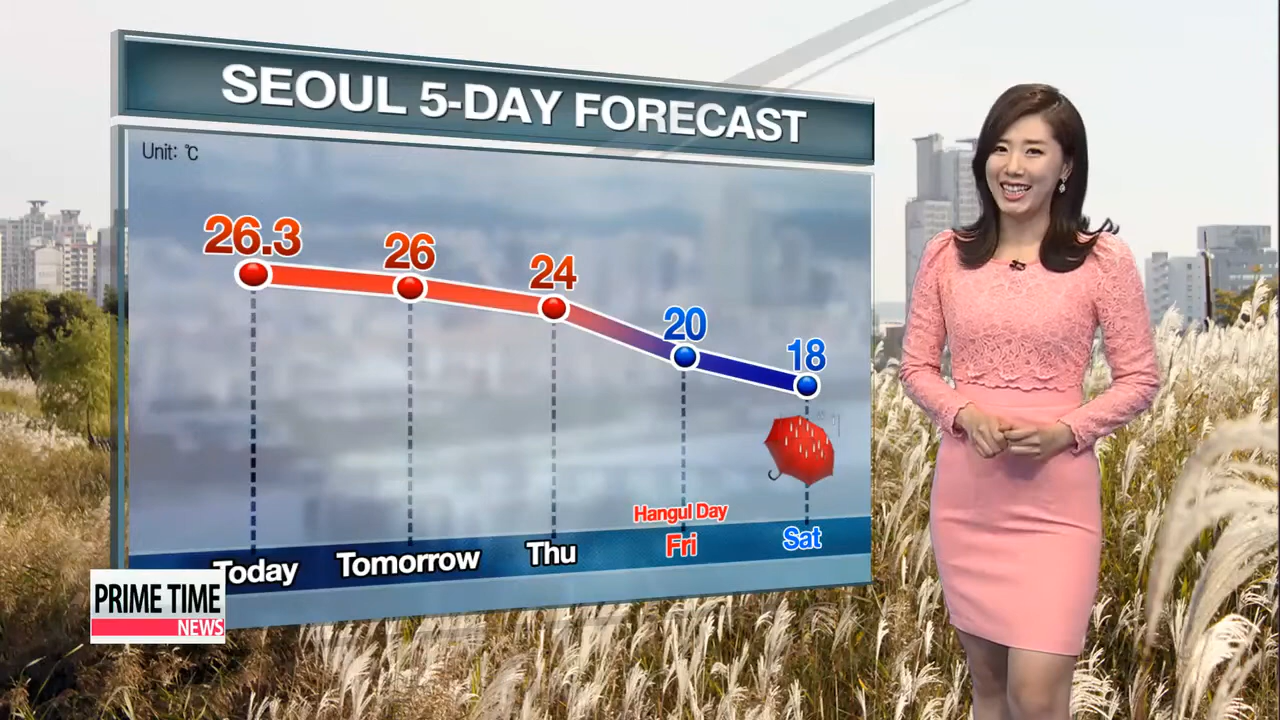 SEOUL 5-DAY FORECAST
Unit: ℃
26.3
26
24
20
18
Hangul Day
Today
Tomorrow
Thu
Fri
Sat
PRIME TIME
NEWS